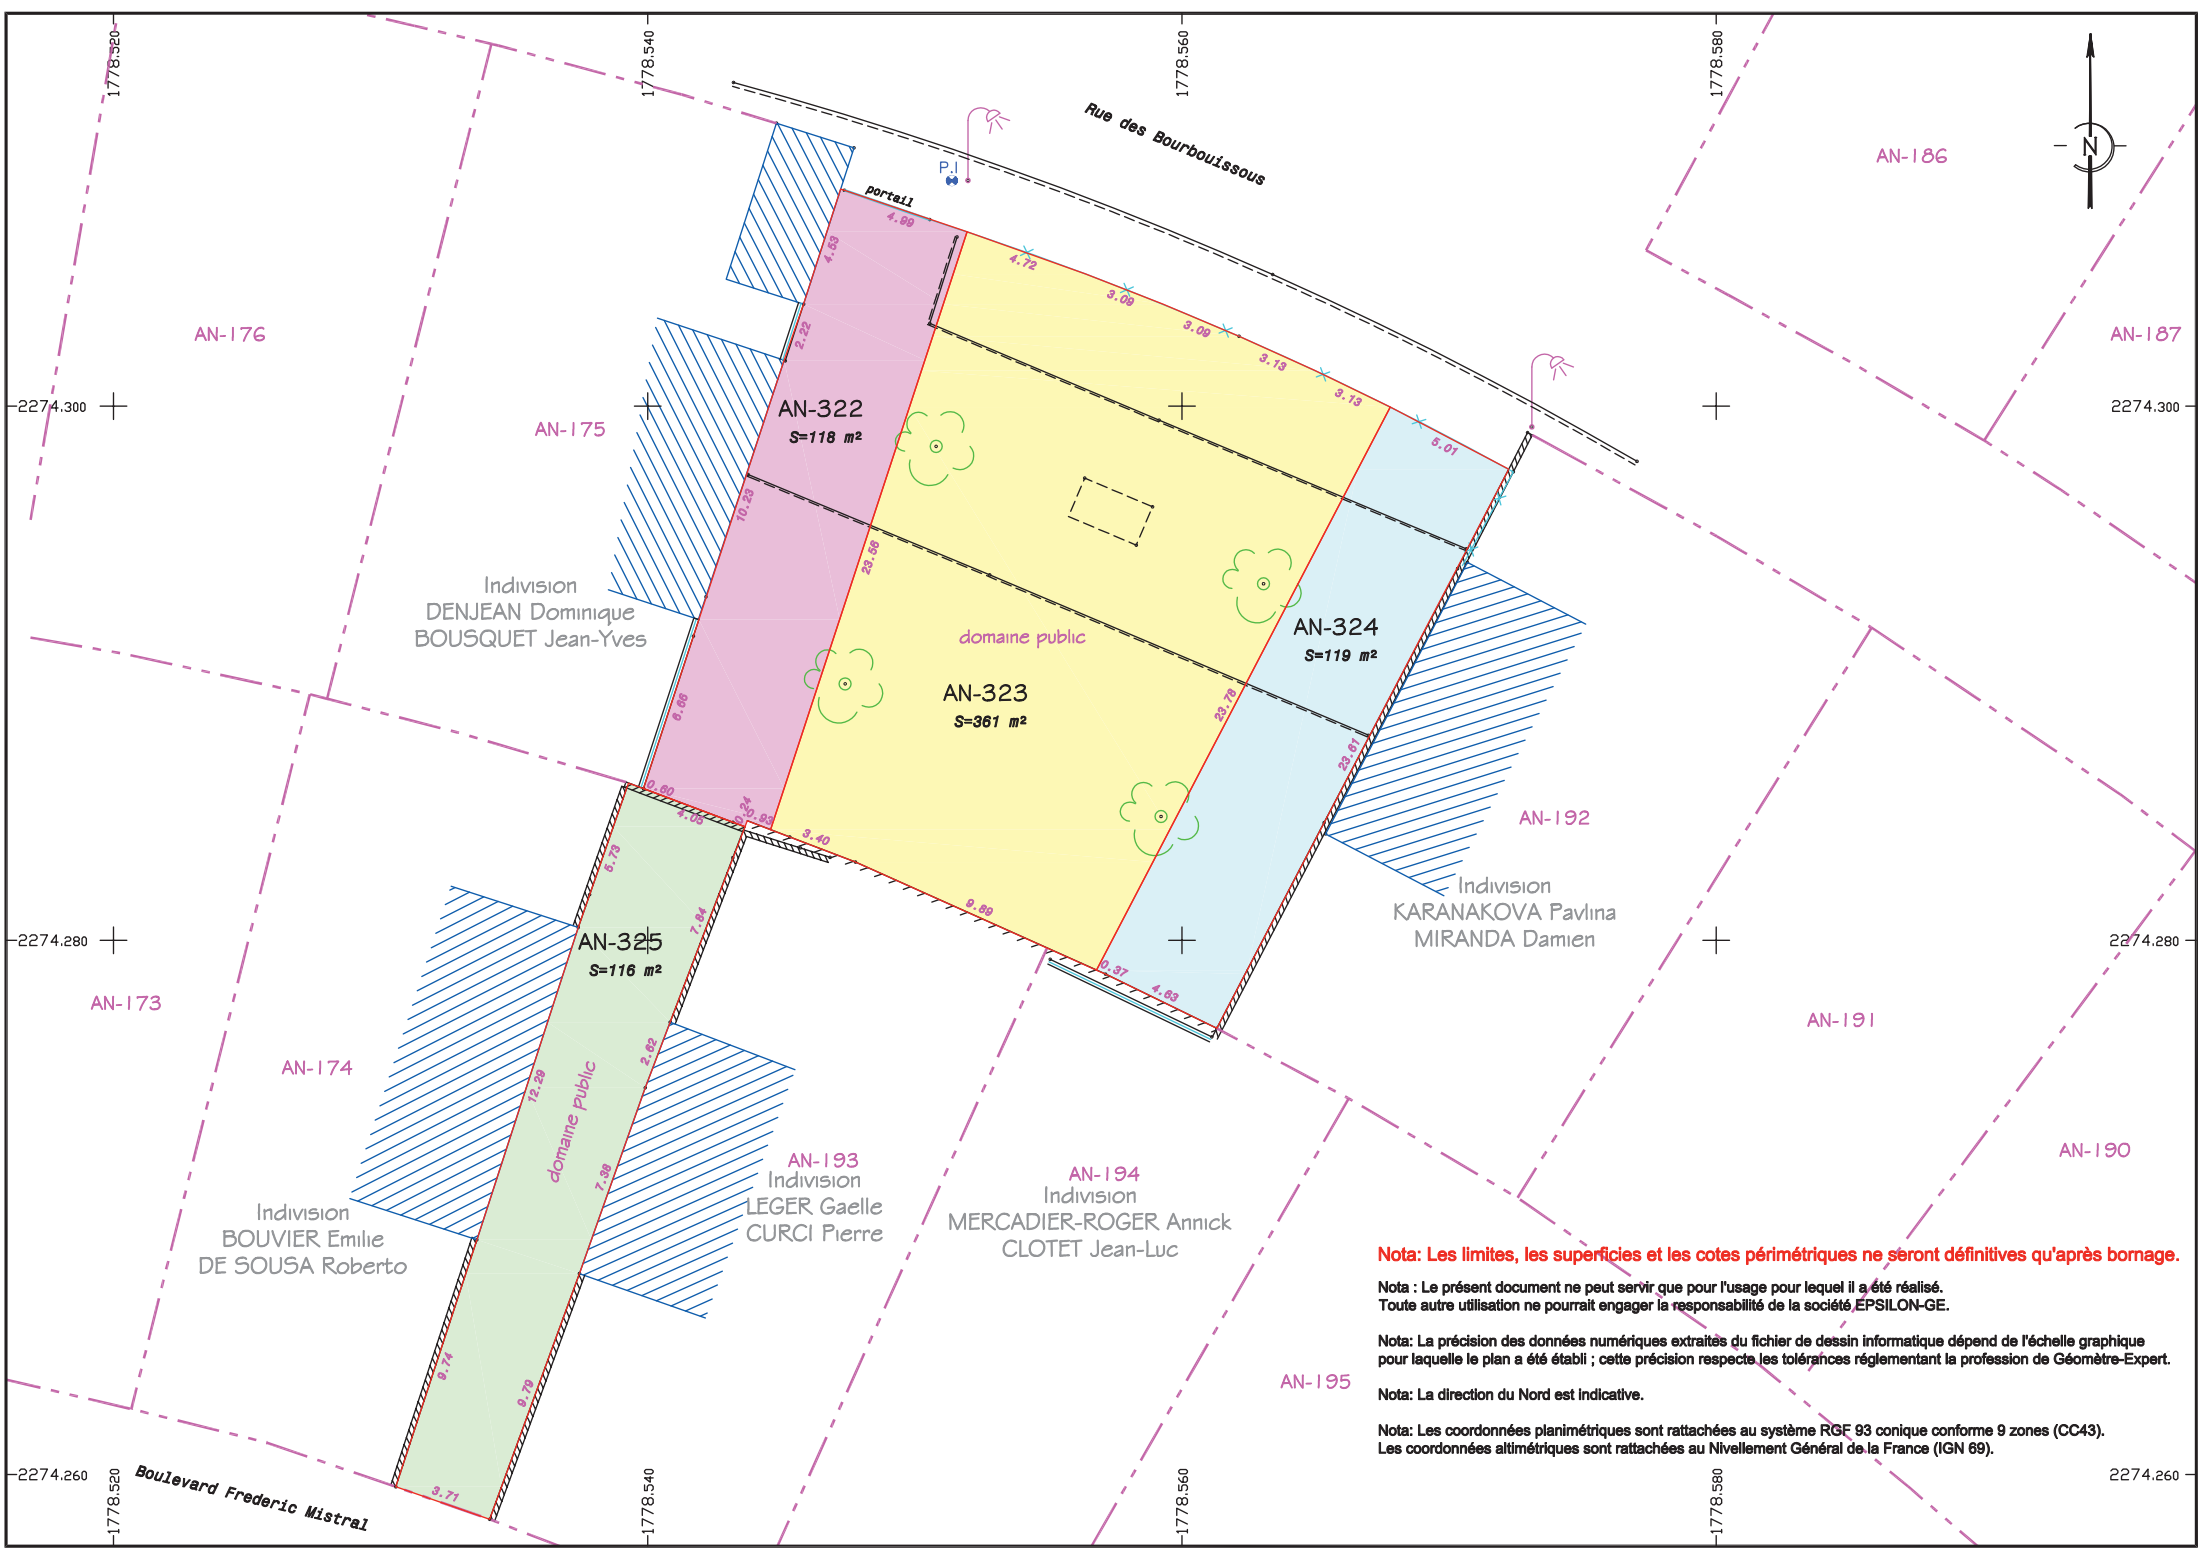 1778.520
1778.540
1778.560
1778.580
Rue des Bourbouissous
N
AN-186
AN-187
P.I
portail
4.99
4.53
4.72
3.09
3.09
3.13
3.13
5.01
2.22
AN-176
AN-175
2274.300
2274.300
AN-322
S=118 m²
10.23
23.56
Indivision
DENJEAN Dominique
BOUSQUET Jean-Yves
domaine public
AN-324
S=119 m²
AN-323
S=361 m²
6.66
23.78
23.61
0.60
4.05
0.24
0.93
3.40
AN-192
Indivision
KARANAKOVA Pavlina
MIRANDA Damien
5.73
7.84
9.89
0.37
4.63
2274.280
2274.280
AN-325
S=116 m²
AN-173
AN-174
AN-191
AN-190
12.29
2.62
7.38
domaine public
AN-193
Indivision
LEGER Gaelle
CURCI Pierre
AN-194
Indivision
MERCADIER-ROGER Annick
CLOTET Jean-Luc
Indivision
BOUVIER Emilie
DE SOUSA Roberto
9.74
9.79
3.71
AN-195
Nota: Les limites, les superficies et les cotes périmétriques ne seront définitives qu'après bornage.
Nota : Le présent document ne peut servir que pour l'usage pour lequel il a été réalisé.
Toute autre utilisation ne pourrait engager la responsabilité de la société EPSILON-GE.
Nota: La précision des données numériques extraites du fichier de dessin informatique dépend de l'échelle graphique
pour laquelle le plan a été établi ; cette précision respecte les tolérances réglementant la profession de Géomètre-Expert.
Nota: La direction du Nord est indicative.
Nota: Les coordonnées planimétriques sont rattachées au système RGF 93 conique conforme 9 zones (CC43).
Les coordonnées altimétriques sont rattachées au Nivellement Général de la France (IGN 69).
2274.260
2274.260
Boulevard Frederic Mistral
1778.520
1778.540
1778.560
1778.580